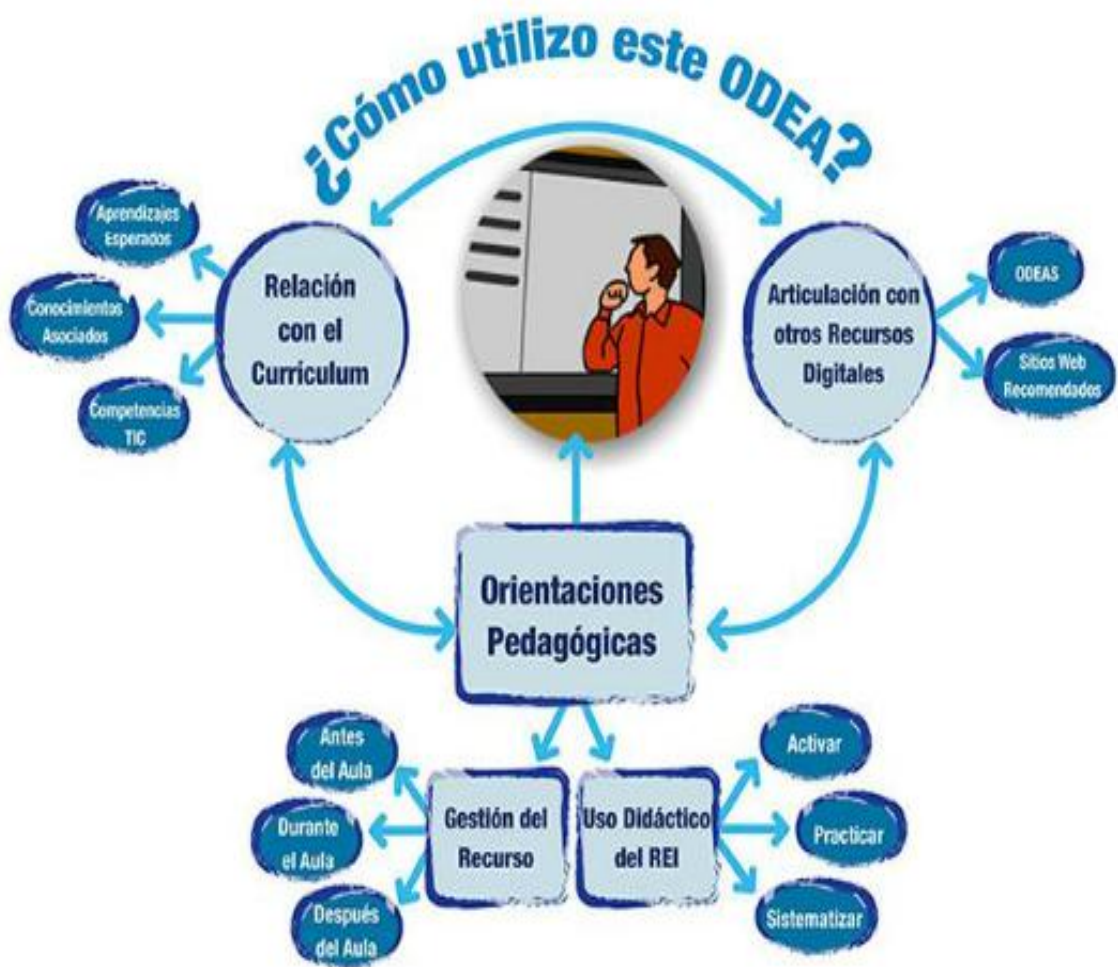 ¿Cómo utilizo este ODEA?
Aprendizajes
Esperados
Conocimientos
Asociados
Competencias
TIC
Relación
con el
Curriculum
Articulación con
otros Recursos
Digitales
ODEAS
Sitios Web
Recomendados
Orientaciones
Pedagógicas
Antes
del Aula
Durante
el Aula
Después
del Aula
Gestión del
Recurso
Uso Didáctico
del REI
Activar
Practicar
Sistematizar